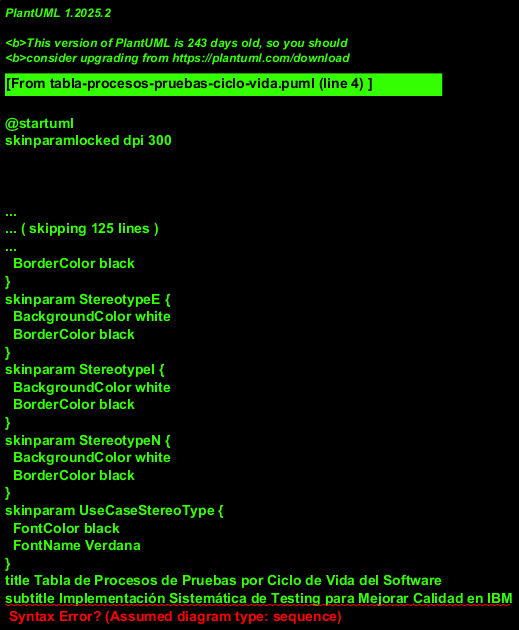 PlantUML 1.2025.2
<b>This version of PlantUML is 243 days old, so you should
<b>consider upgrading from https://plantuml.com/download
[From tabla-procesos-pruebas-ciclo-vida.puml (line 4) ]
@startuml
skinparamlocked dpi 300
...
... ( skipping 125 lines )
...
BorderColor black
}
skinparam StereotypeE {
BackgroundColor white
BorderColor black
}
skinparam StereotypeI {
BackgroundColor white
BorderColor black
}
skinparam StereotypeN {
BackgroundColor white
BorderColor black
}
skinparam UseCaseStereoType {
FontColor black
FontName Verdana
}
title Tabla de Procesos de Pruebas por Ciclo de Vida del Software
subtitle Implementación Sistemática de Testing para Mejorar Calidad en IBM
Syntax Error? (Assumed diagram type: sequence)